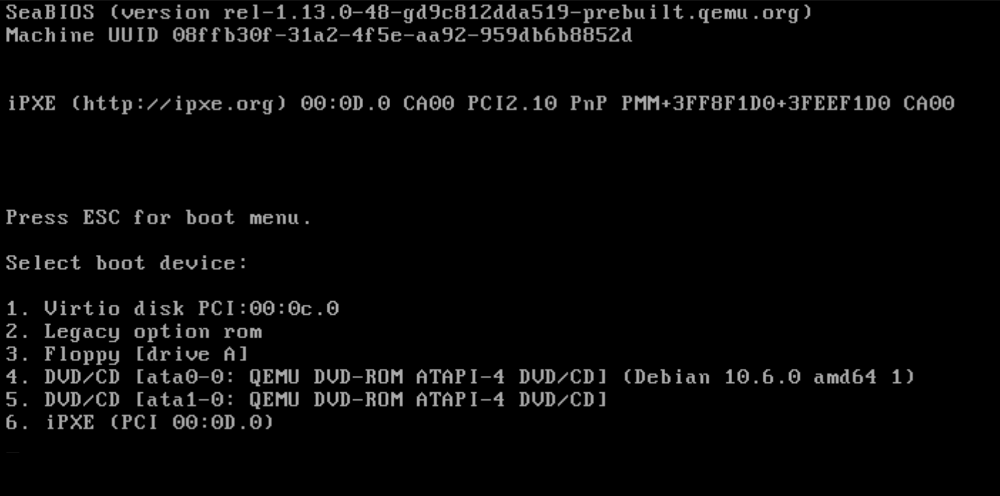 SeaBIOS (version rel-1.13.0-48-gd9c812dda519-prebuilt.qemu.org)
Machine UUID 08ffb30f-31a2-4f5e-aa92-959db6b8852d
iPXE (http://ipxe.org) 00:0D.0 CA00 PCI2.10 PnP PMM+3FF8F1D0+3FEEF1D0 CA00
Press ESC for boot menu.
Select boot device:
1. Virtio disk PCI:00:0c.0
2. Legacy option rom
3. Floppy [drive A]
4. DVD/CD [ata0-0: QEMU DVD-ROM ATAPI-4 DVD/CD] (Debian 10.6.0 amd64 1)
5. DVD/CD [ata1-0: QEMU DVD-ROM ATAPI-4 DVD/CD]
6. iPXE (PCI 00:0D.0)